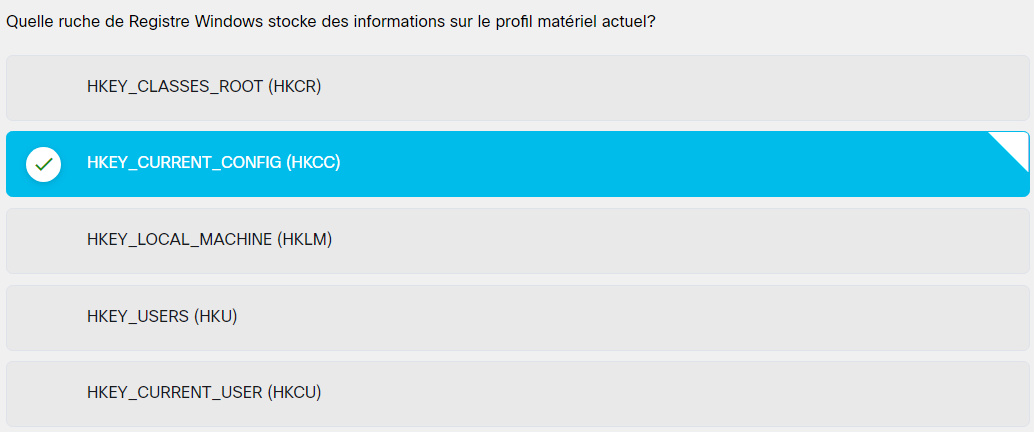 Quelle ruche de Registre Windows stocke des informations sur le profil matériel actuel?
HKEY_CLASSES_ROOT (HKCR)
HKEY_CURRENT_CONFIG (HKCC)
HKEY_LOCAL_MACHINE (HKLM)
HKEY_USERS (HKU)
HKEY_CURRENT_USER (HKCU)